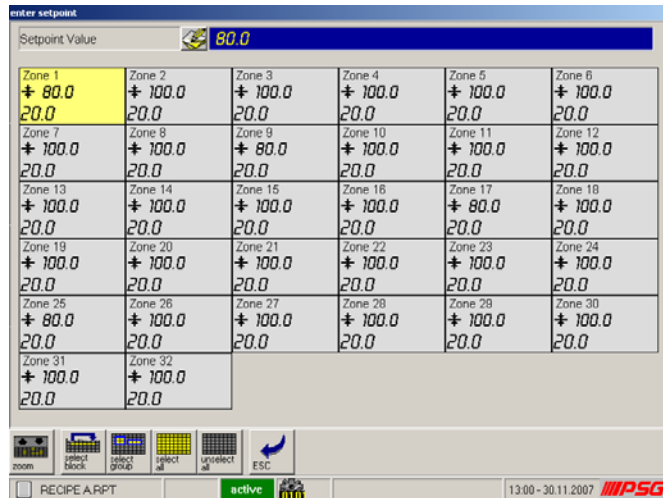 enter setpoint
Setpoint Value 80.0
Zone 1 Zone 2 Zone 3 Zone 4 Zone 5 Zone 6
80.0 100.0 100.0 100.0 100.0 100.0
20.0 20.0 20.0 20.0 20.0 20.0
Zone 7 Zone 8 Zone 9 Zone 10 Zone 11 Zone 12
100.0 100.0 80.0 100.0 100.0 100.0
20.0 20.0 20.0 20.0 20.0 20.0
Zone 13 Zone 14 Zone 15 Zone 16 Zone 17 Zone 18
100.0 100.0 100.0 100.0 80.0 100.0
20.0 20.0 20.0 20.0 20.0 20.0
Zone 19 Zone 20 Zone 21 Zone 22 Zone 23 Zone 24
100.0 100.0 100.0 100.0 100.0 100.0
20.0 20.0 20.0 20.0 20.0 20.0
Zone 25 Zone 26 Zone 27 Zone 28 Zone 29 Zone 30
80.0 100.0 100.0 100.0 100.0 100.0
20.0 20.0 20.0 20.0 20.0 20.0
Zone 31 Zone 32
100.0 100.0
20.0 20.0
zoom select block select group select all unselect all ESC
RECIPEA.RPT active 010 13:00 - 30.11.2007 PSG